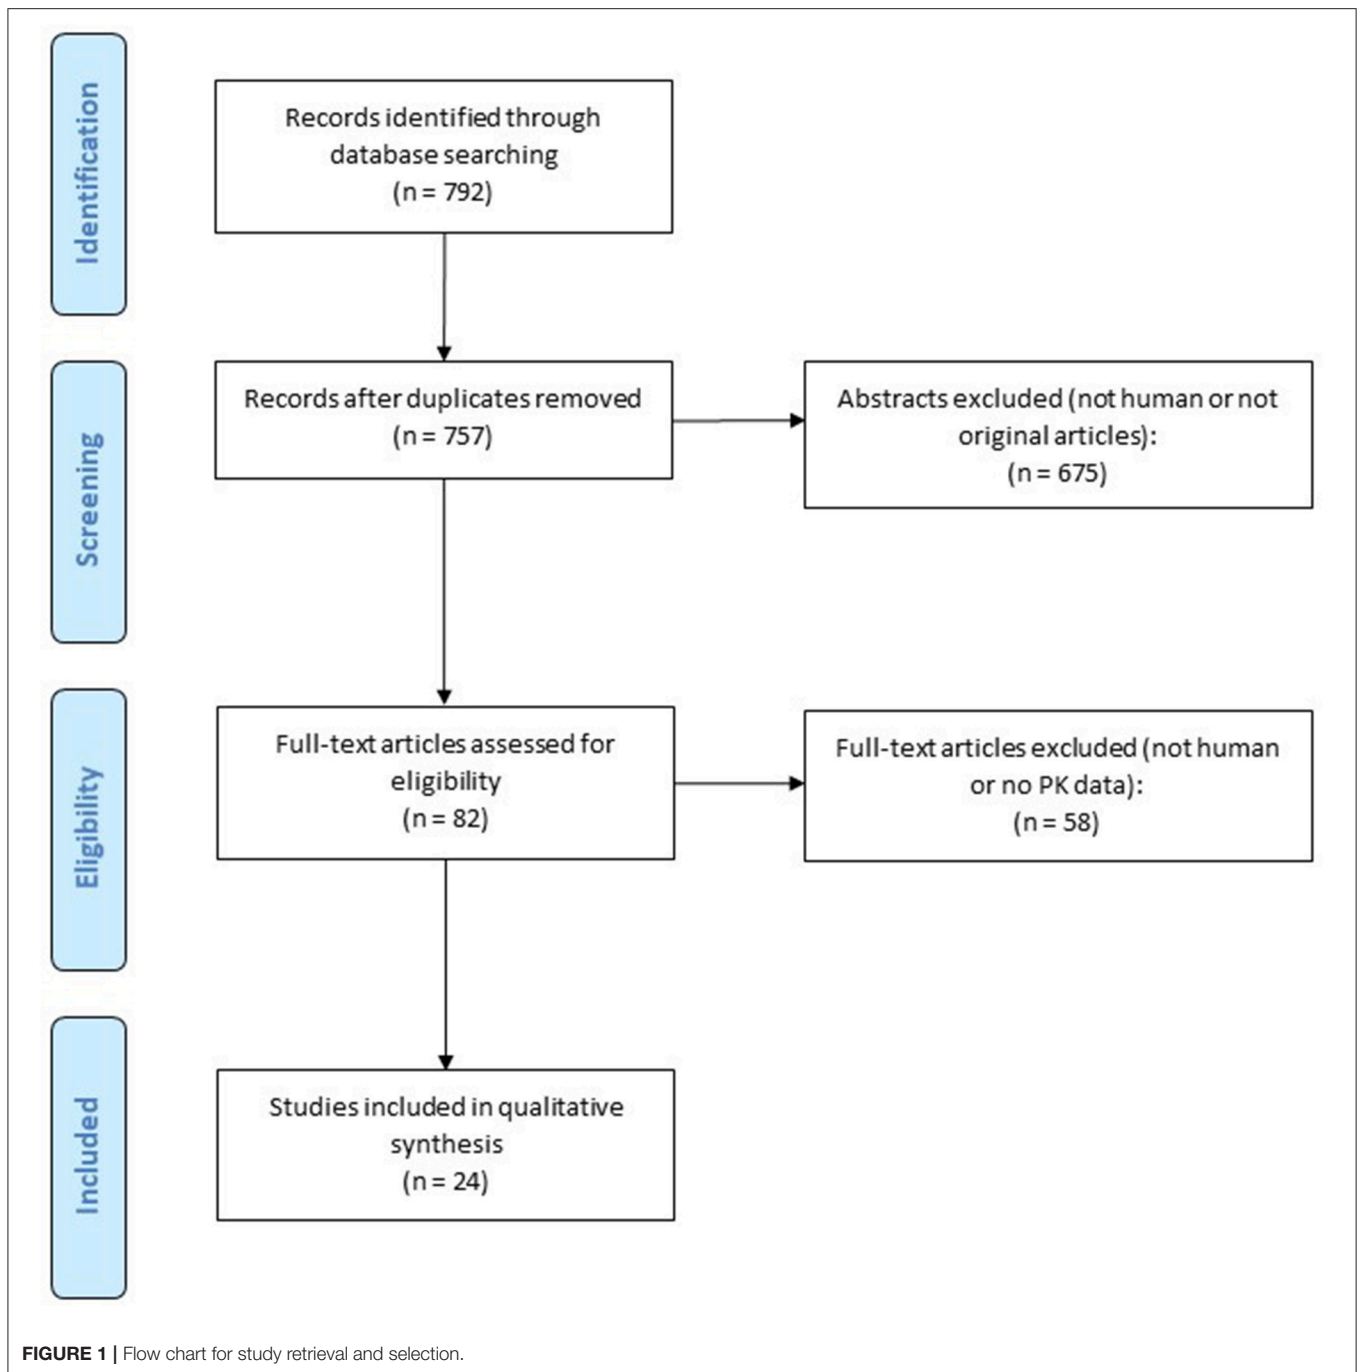 Identification
Records identified through
database searching
(n = 792)
Screening
Records after duplicates removed
(n = 757)
Abstracts excluded (not human or not
original articles):
(n = 675)
Eligibility
Full-text articles assessed for
eligibility
(n = 82)
Full-text articles excluded (not human
or no PK data):
(n = 58)
Included
Studies included in qualitative
synthesis
(n = 24)
FIGURE 1 | Flow chart for study retrieval and selection.